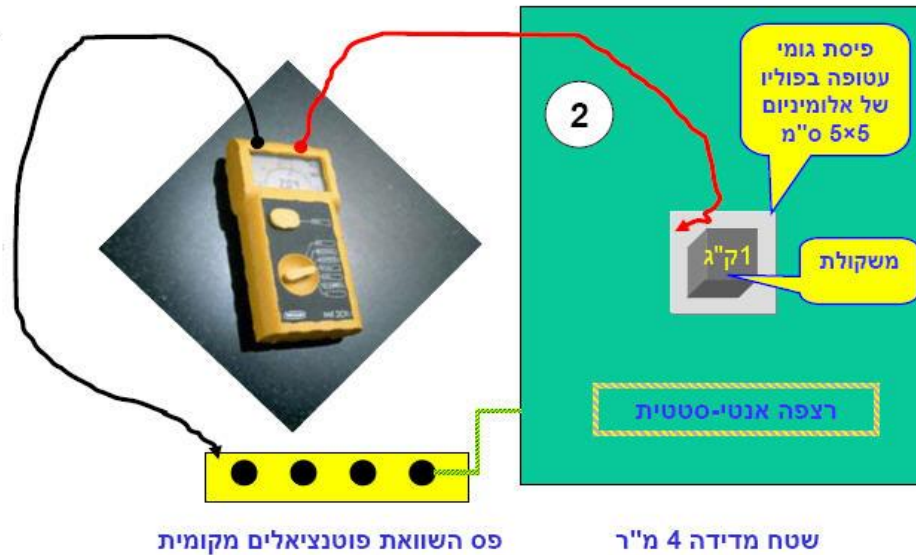 פיסת גומי
עטופה בפוליו
של אלומיניום
5×5 ס"מ
2
1ק"ג
משקולת
רצפה אנטי-סטטית
פס השוואת פוטנציאלים מקומית
שטח מדידה 4 מ"ר